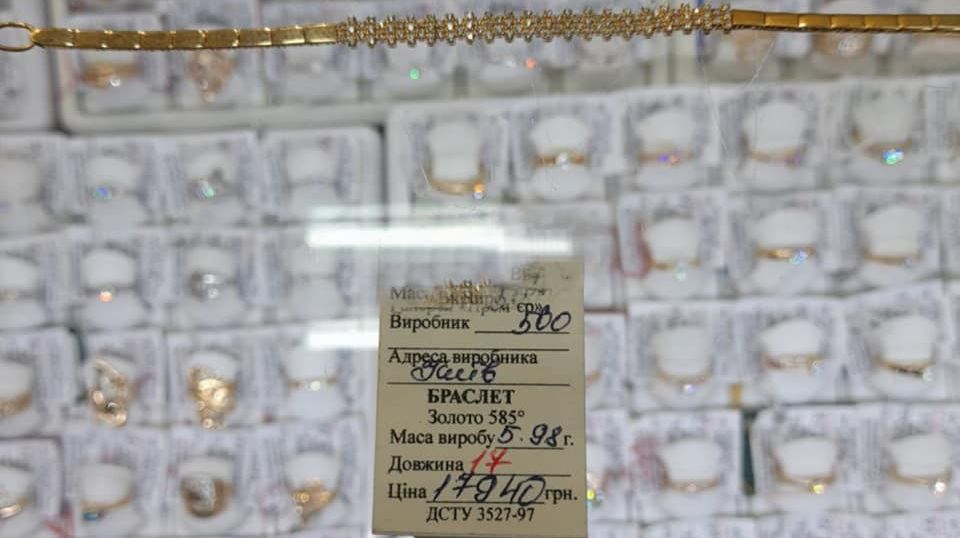 Виробник 500
Адреса виробника
Київ
БРАСЛЕТ
Золото 585°
Маса виробу 5.98 г.
Довжина 17
Ціна 17940 грн.
ДСТУ 3527-97